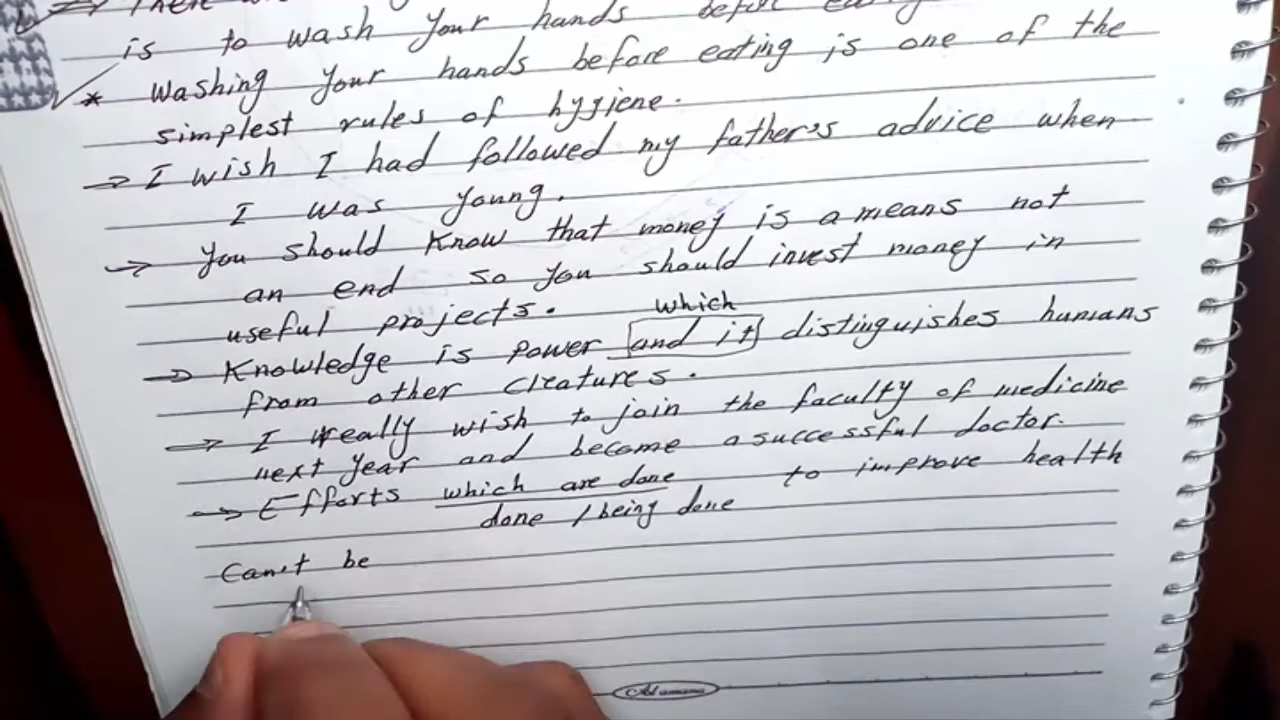 There
is to wash your hands before
* Washing your hands before eating is one of the
simplest rules of hygiene.
→ I wish I had followed my father's advice when
I was young.
→ You should know that money is a means not
an end so you should invest money in
useful projects.
which
→ Knowledge is power and it distinguishes humans
from other creatures.
→ I really wish to join the faculty of medicine
next year and become a successful doctor.
→ Efforts which are done to improve health
done / being done
Can't be